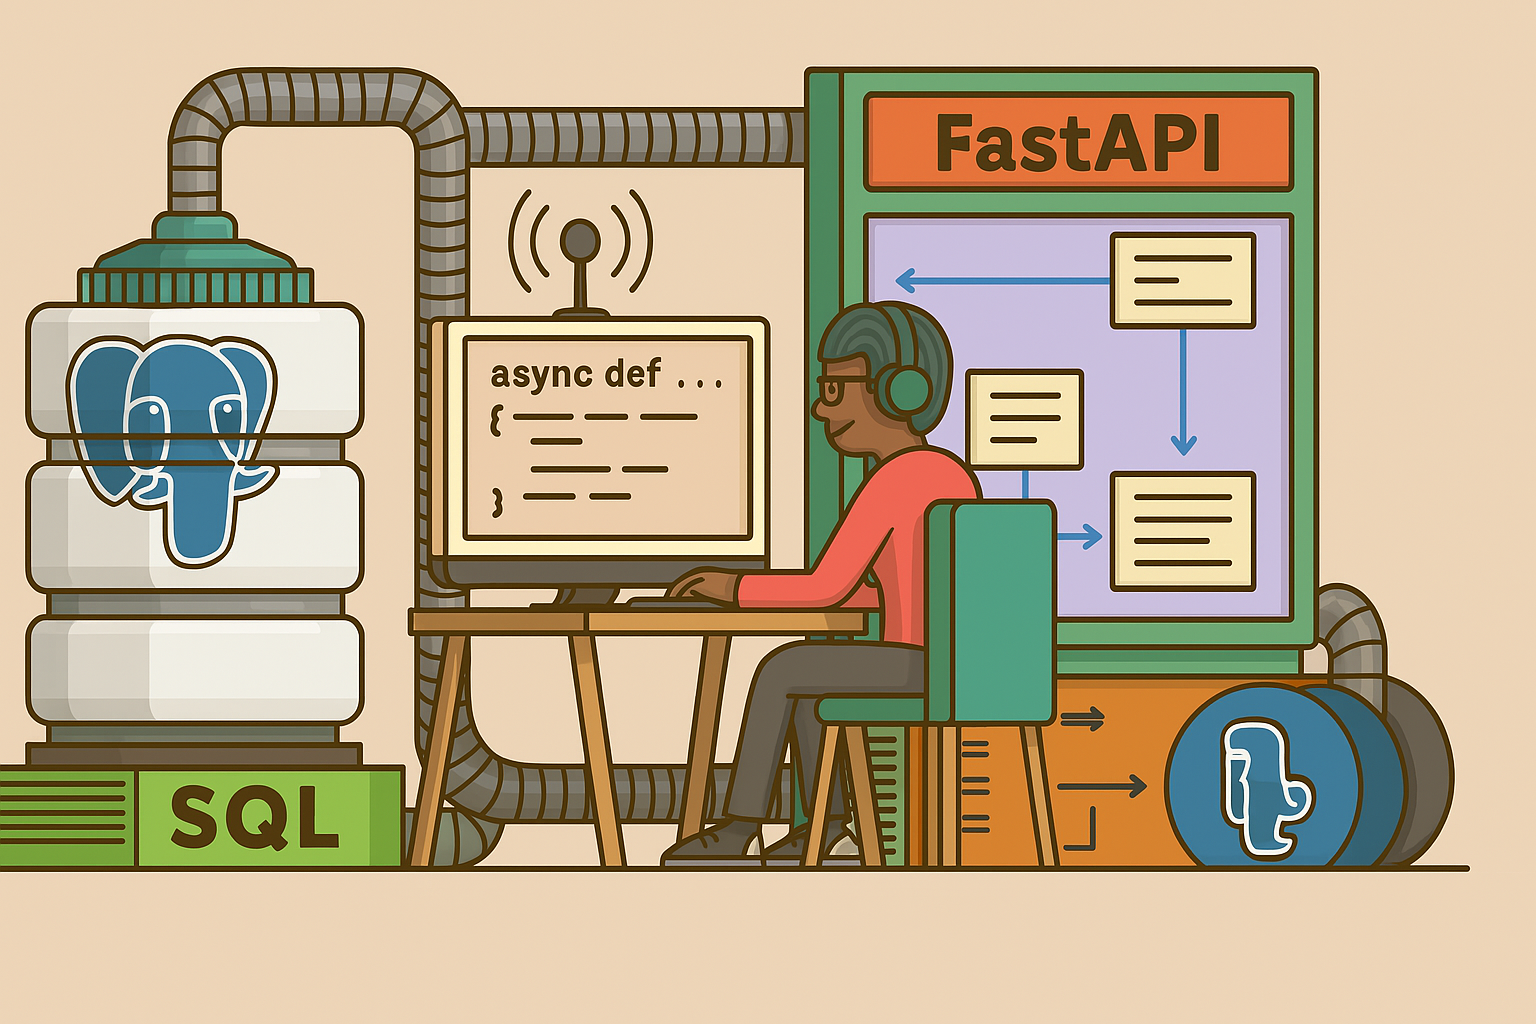 FastAPI
async def ...
{
}
SQL